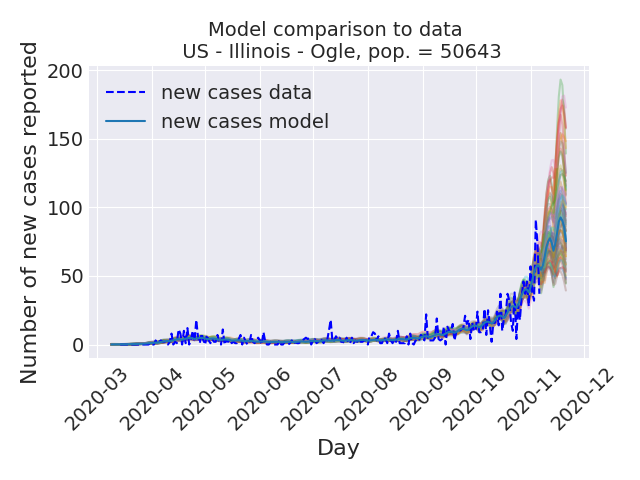 Model comparison to data
US - Illinois - Ogle, pop. = 50643
Number of new cases reported
200
150
100
50
0
new cases data
new cases model
2020-03
2020-04
2020-05
2020-06
2020-07
2020-08
2020-09
2020-10
2020-11
2020-12
Day